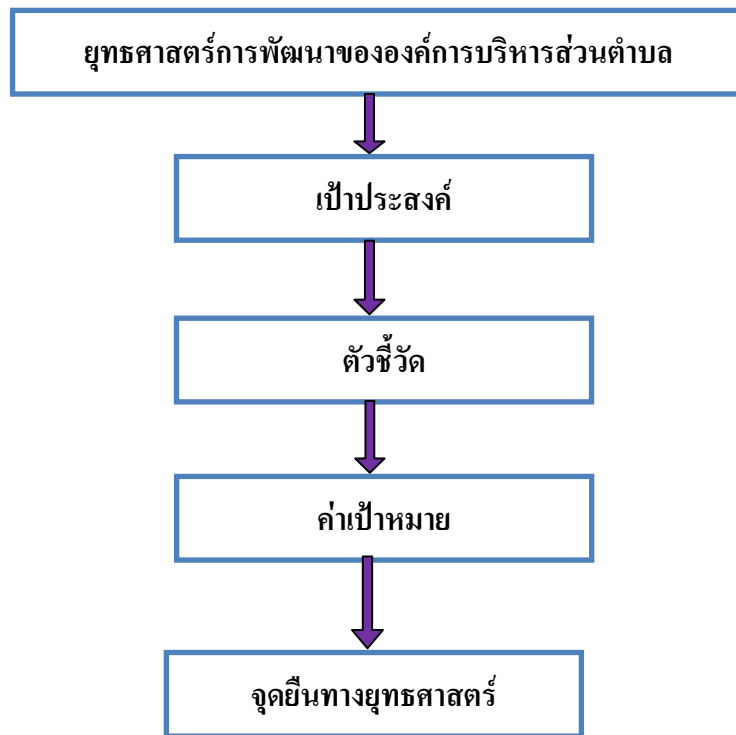 ยุทธศาสตร์การพัฒนาขององค์การบริหารส่วนตำบล
เป้าประสงค์
ตัวชี้วัด
ค่าเป้าหมาย
จุดยืนทางยุทธศาสตร์